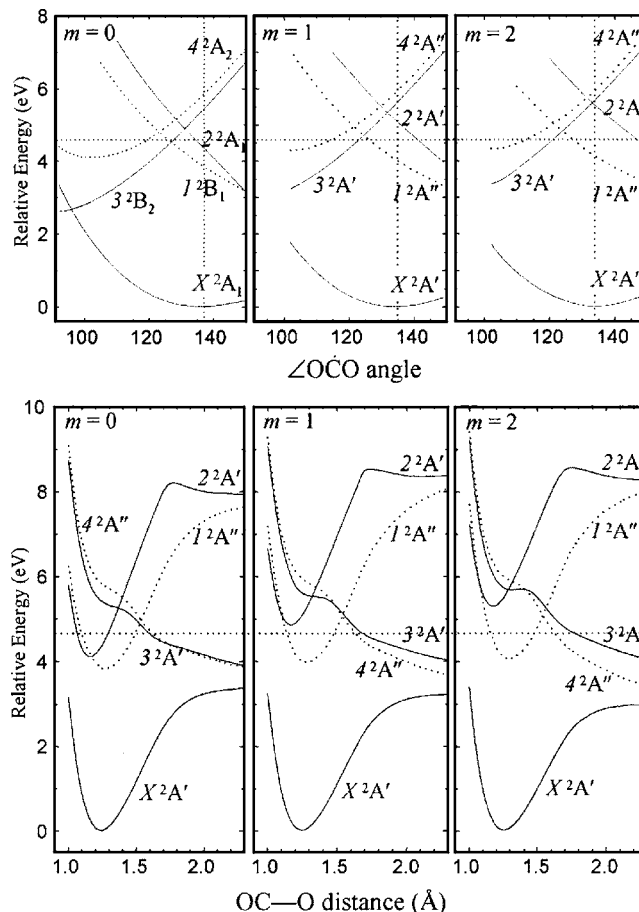 m = 0
m = 1
m = 2
Relative Energy (eV)
8
6
4
2
0
4 ²A₂
2 ²A₁
1 ²B₁
3 ²B₂
X ²A₁
4 ²A″
2 ²A′
1 ²A″
3 ²A′
X ²A′
4 ²A″
2 ²A
1 ²A″
3 ²A′
X ²A′
100
120
140
100
120
140
100
120
140
∠OĊO angle
m = 0
m = 1
m = 2
Relative Energy (eV)
10
8
6
4
2
0
2 ²A′
4 ²A″
1 ²A″
3 ²A′
X ²A′
2 ²A′
1 ²A″
3 ²A′
4 ²A″
X ²A′
2 ²A
1 ²A″
3 ²A
4 ²A″
X ²A′
1.0
1.5
2.0
1.0
1.5
2.0
1.0
1.5
2.0
OC—O distance (Å)